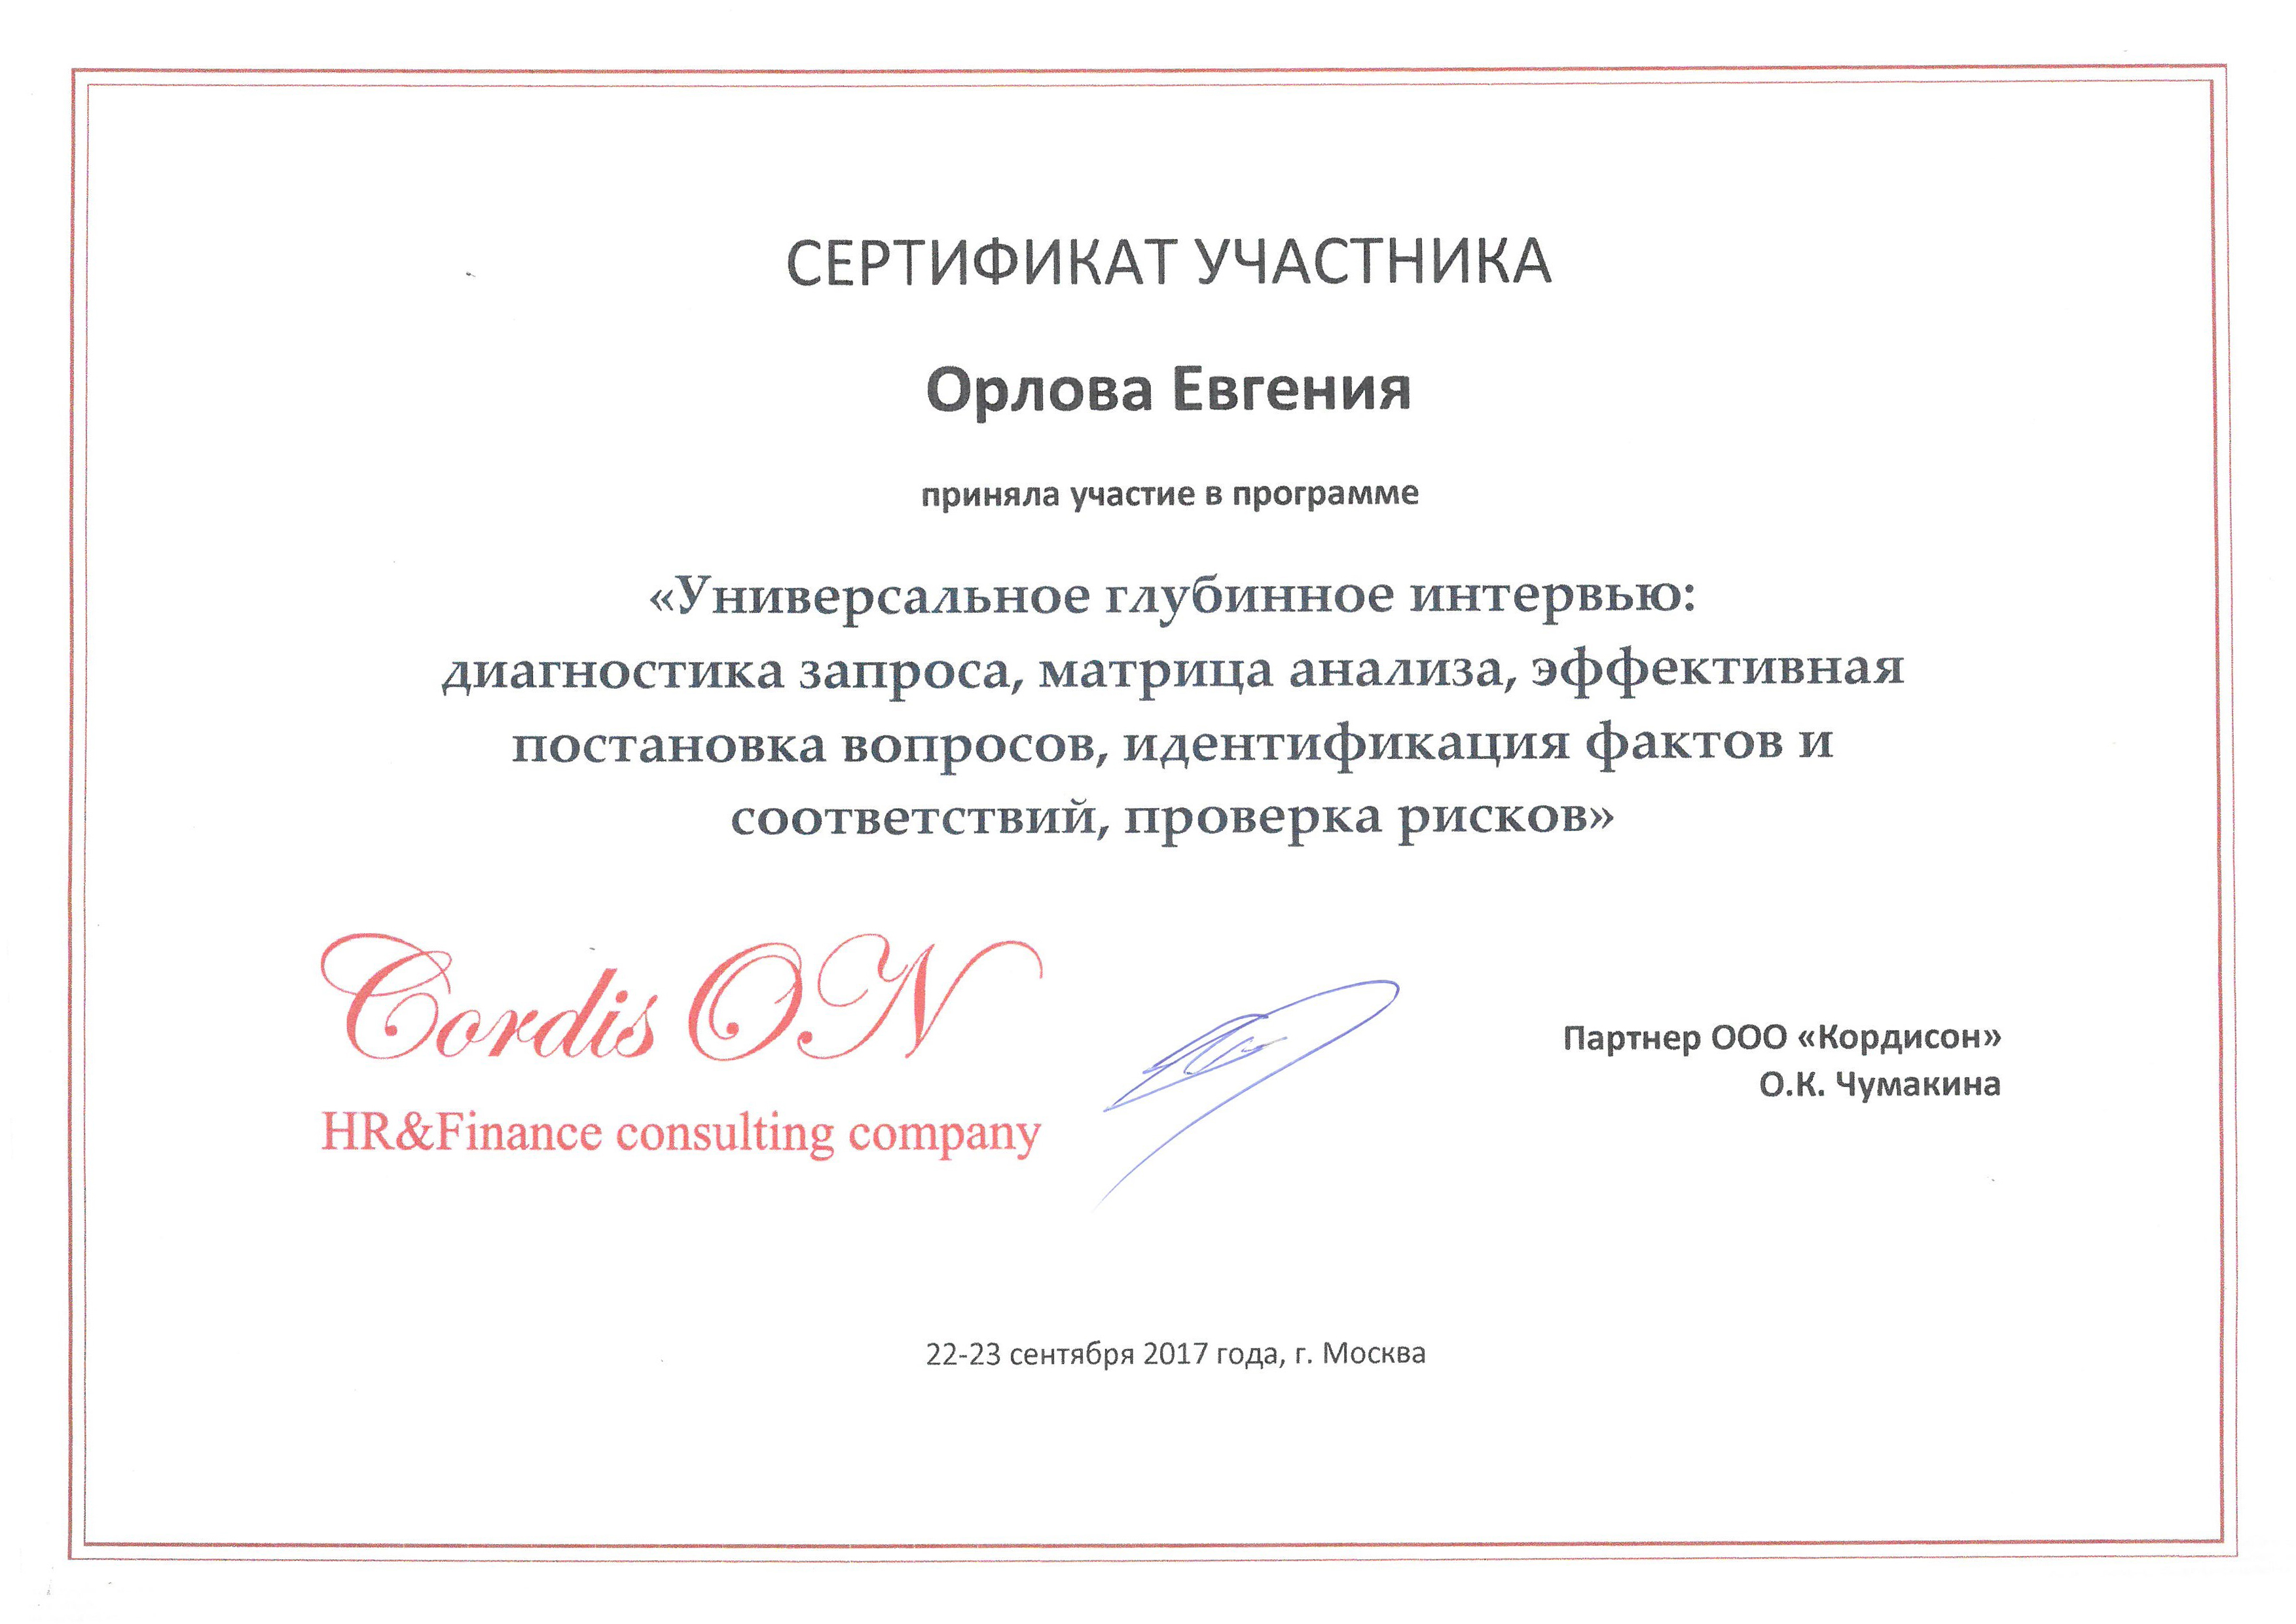 СЕРТИФИКАТ УЧАСТНИКА
Орлова Евгения
приняла участие в программе
«Универсальное глубинное интервью:
диагностика запроса, матрица анализа, эффективная
постановка вопросов, идентификация фактов и
соответствий, проверка рисков»
Cordis ON
HR&Finance consulting company
Партнер ООО «Кордисон»
О.К. Чумакина
22-23 сентября 2017 года, г. Москва